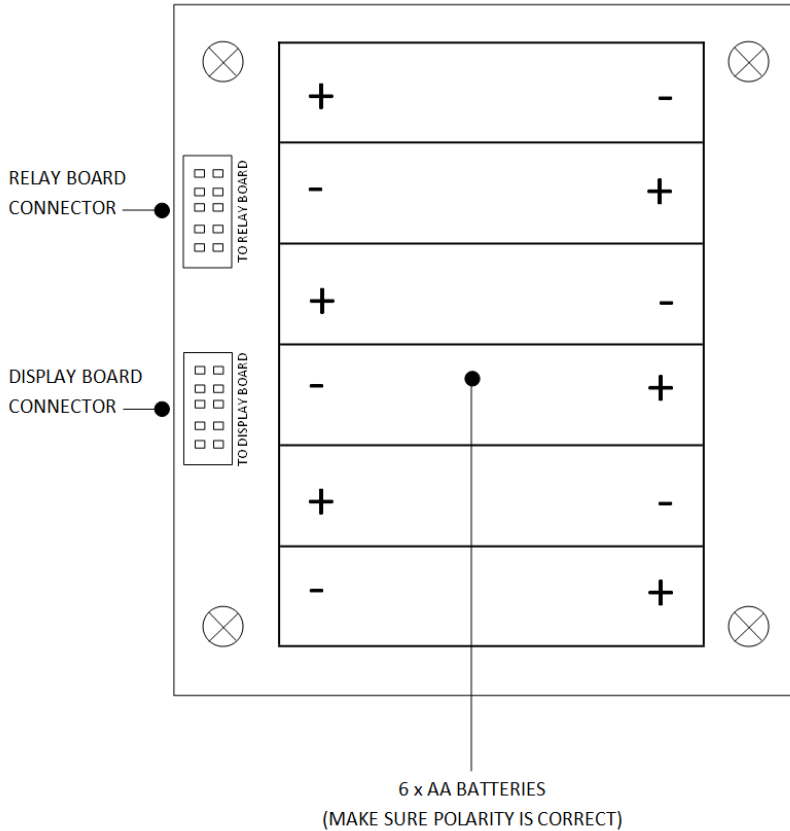 + -
- +
RELAY BOARD
CONNECTOR
TO RELAY BOARD
+ -
DISPLAY BOARD
CONNECTOR
TO DISPLAY BOARD
- +
+ -
- +
6 x AA BATTERIES
(MAKE SURE POLARITY IS CORRECT)